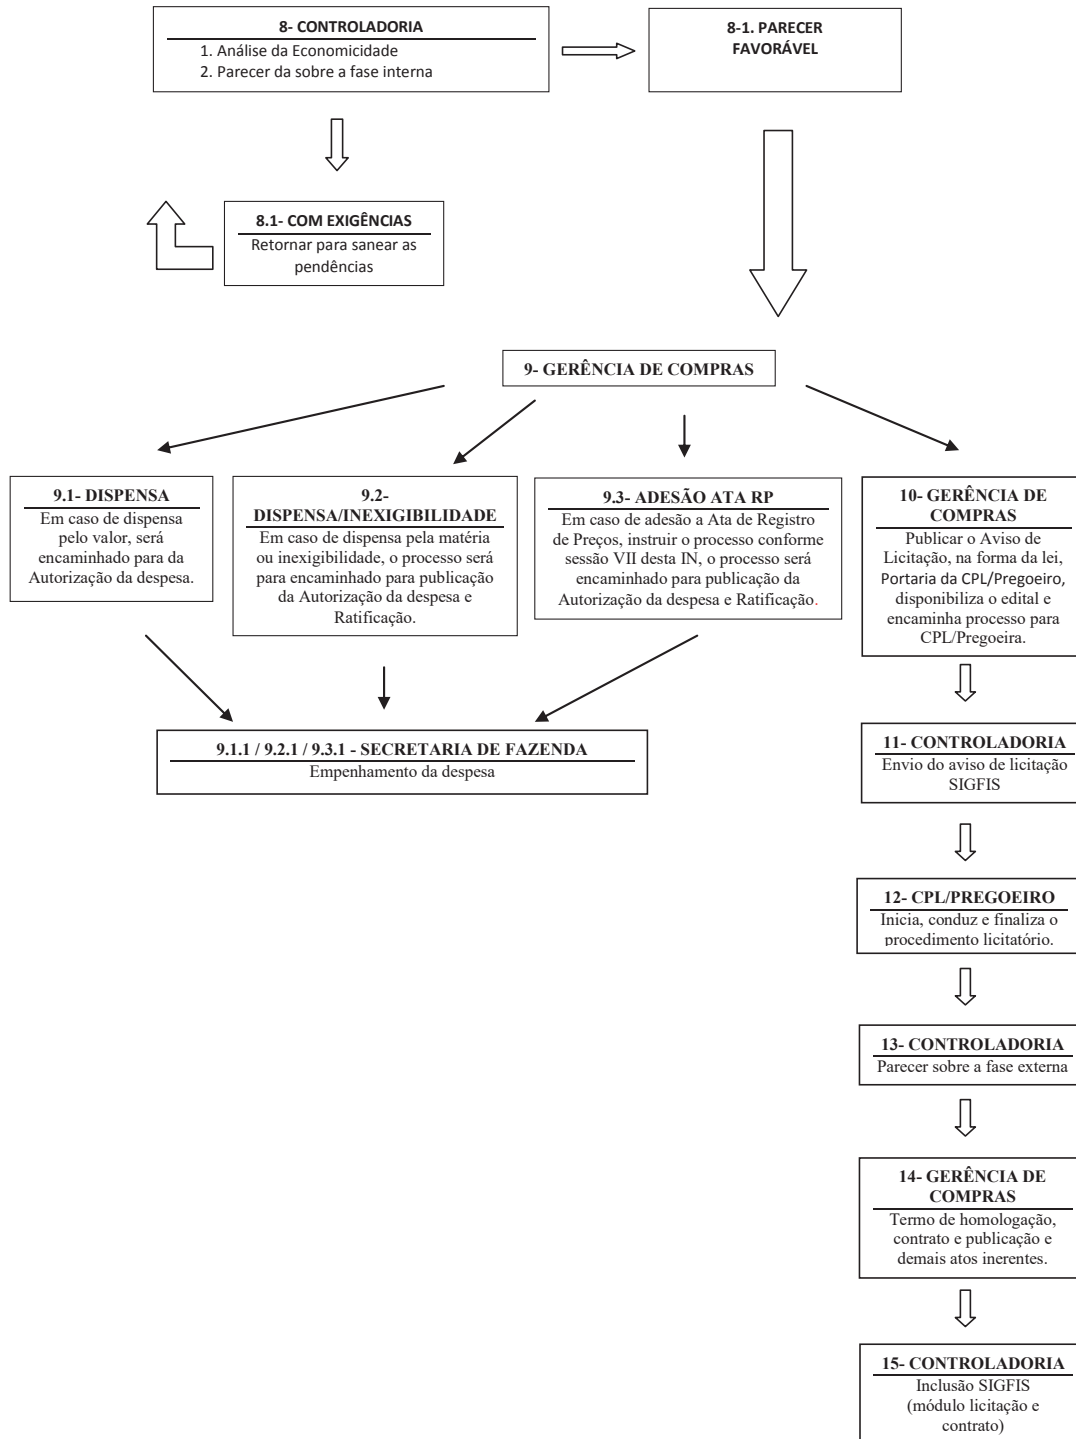 8- CONTROLADORIA
1. Análise da Economicidade
2. Parecer da sobre a fase interna
8-1. PARECER
FAVORÁVEL
8.1- COM EXIGÊNCIAS
Retornar para sanear as
pendências
9- GERÊNCIA DE COMPRAS
9.1- DISPENSA
Em caso de dispensa
pelo valor, será
encaminhado para da
Autorização da despesa.
9.2-
DISPENSA/INEXIGIBILIDADE
Em caso de dispensa pela matéria
ou inexigibilidade, o processo será
para encaminhado para publicação
da Autorização da despesa e
Ratificação.
9.3- ADESÃO ATA RP
Em caso de adesão a Ata de Registro
de Preços, instruir o processo conforme
sessão VII desta IN, o processo será
encaminhado para publicação da
Autorização da despesa e Ratificação.
10- GERÊNCIA DE
COMPRAS
Publicar o Aviso de
Licitação, na forma da lei,
Portaria da CPL/Pregoeiro,
disponibiliza o edital e
encaminha processo para
CPL/Pregoeira.
9.1.1 / 9.2.1 / 9.3.1 - SECRETARIA DE FAZENDA
Empenhamento da despesa
11- CONTROLADORIA
Envio do aviso de licitação
SIGFIS
12- CPL/PREGOEIRO
Inicia, conduz e finaliza o
procedimento licitatório.
13- CONTROLADORIA
Parecer sobre a fase externa
14- GERÊNCIA DE
COMPRAS
Termo de homologação,
contrato e publicação e
demais atos inerentes.
15- CONTROLADORIA
Inclusão SIGFIS
(módulo licitação e
contrato)